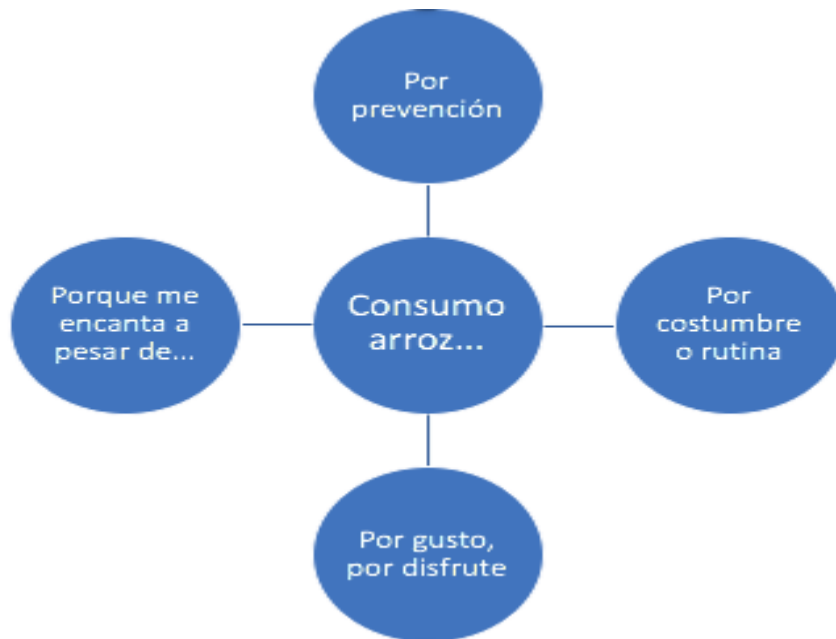 Por
prevención
Porque me
encanta a
pesar de...
Consumo
arroz...
Por
costumbre
o rutina
Por gusto,
por disfrute